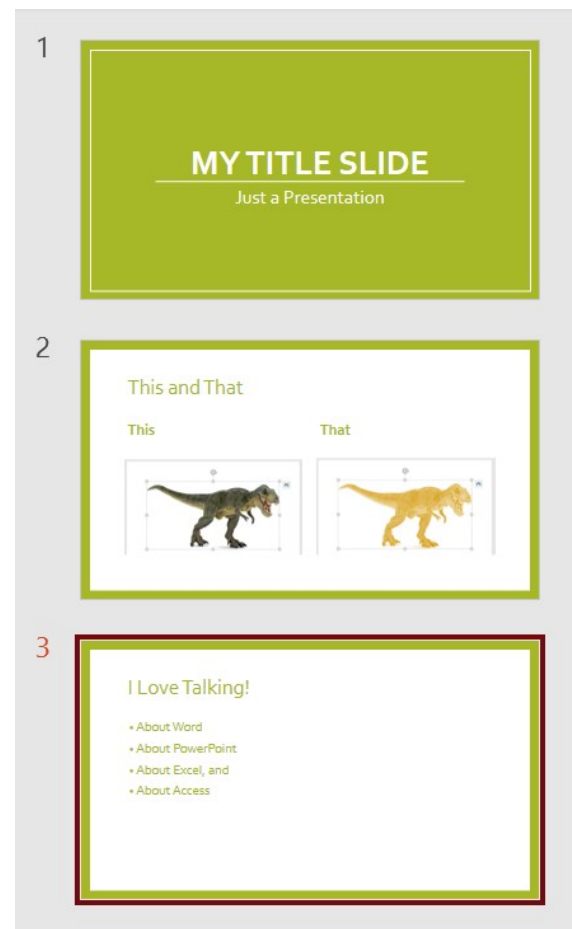 1
MY TITLE SLIDE
Just a Presentation
2
This and That
This That
3
I Love Talking!
• About Word
• About PowerPoint
• About Excel, and
• About Access